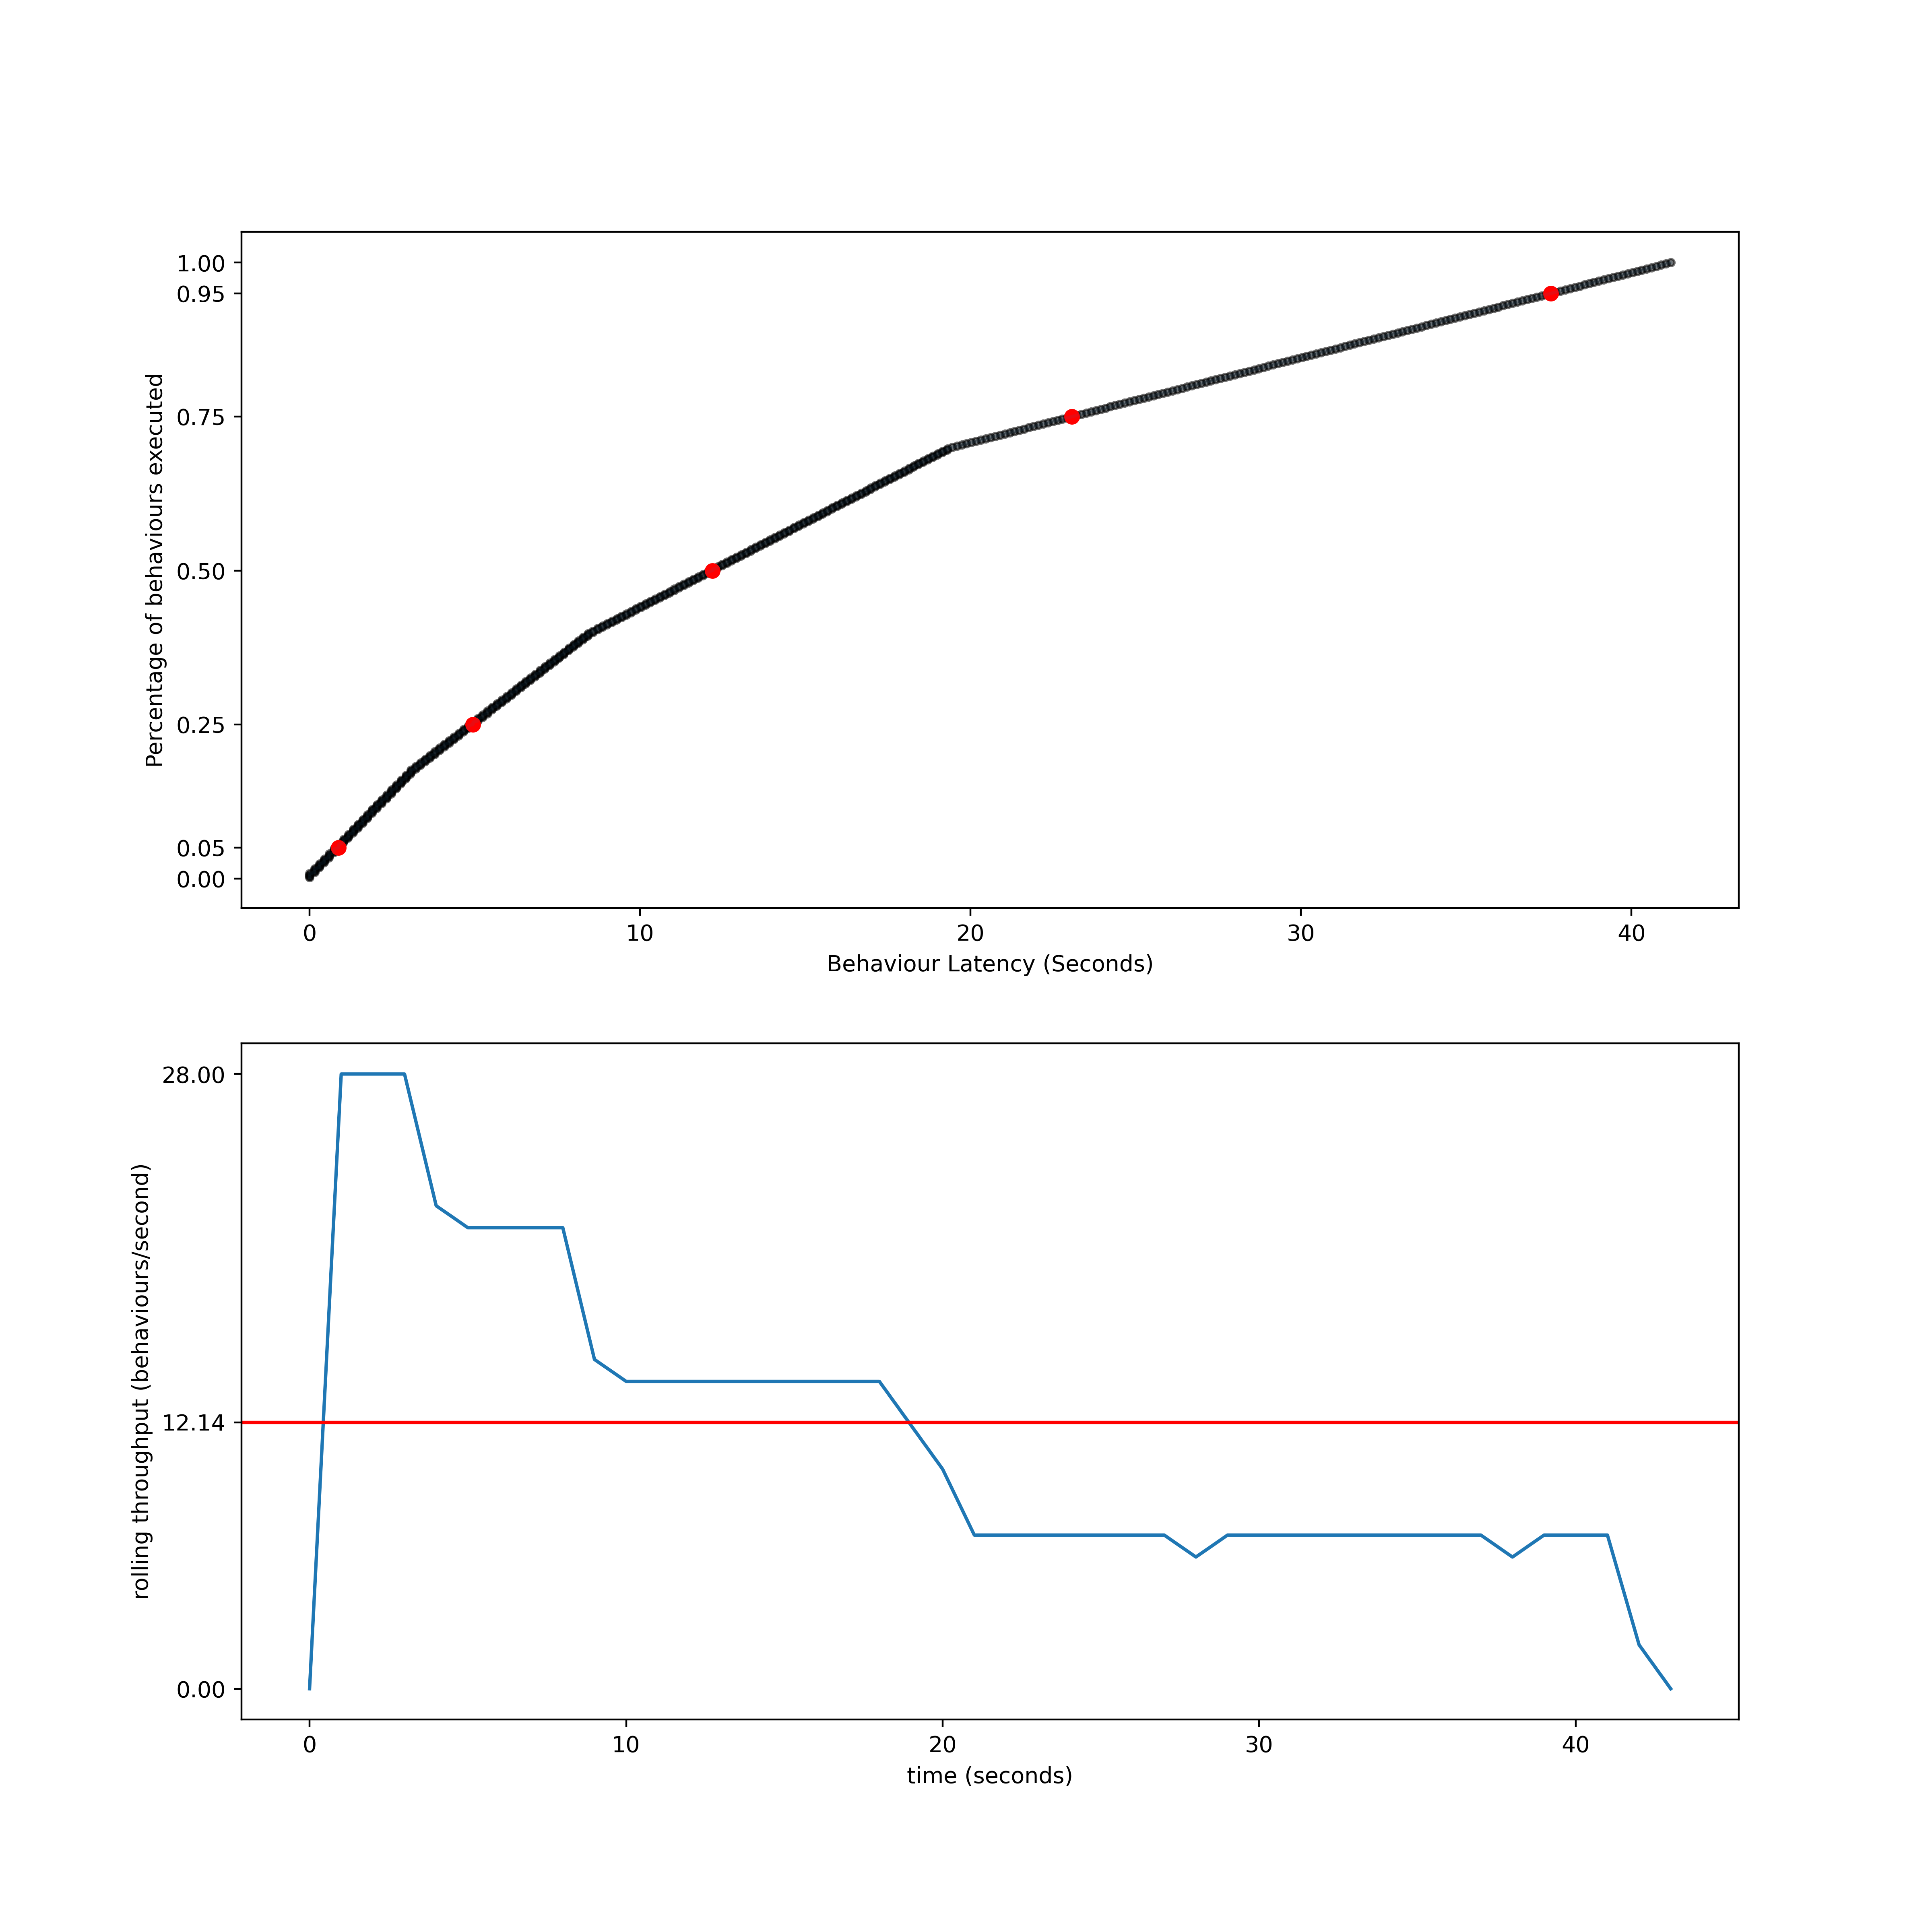 1.00
0.95
0.75
0.50
0.25
0.05
0.00
Percentage of behaviours executed
0 10 20 30 40
Behaviour Latency (Seconds)
28.00
12.14
0.00
rolling throughput (behaviours/second)
0 10 20 30 40
time (seconds)